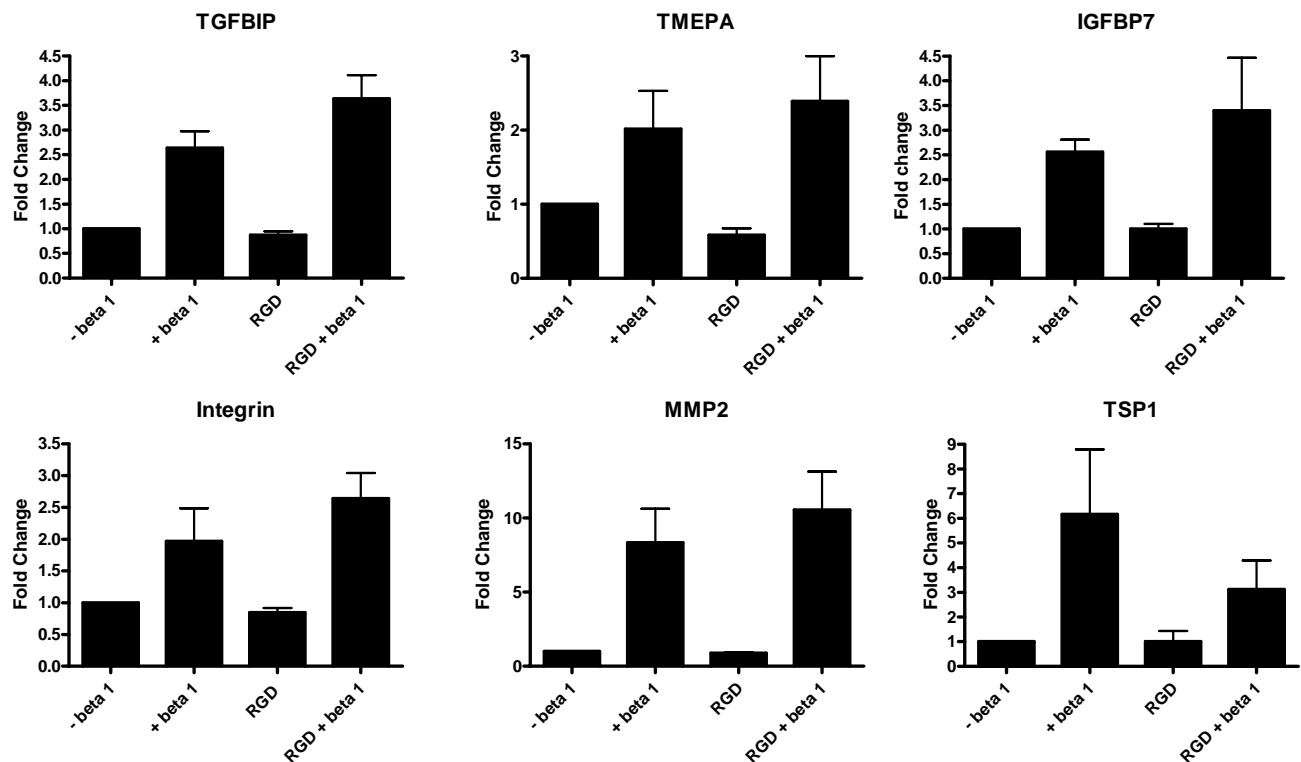 TGFBIP
Fold Change
4.5
4.0
3.5
3.0
2.5
2.0
1.5
1.0
0.5
0.0
- beta 1
+ beta 1
RGD
RGD + beta 1
TMEPA
Fold Change
3
2
1
0
- beta 1
+ beta 1
RGD
RGD + beta 1
IGFBP7
Fold change
4.5
4.0
3.5
3.0
2.5
2.0
1.5
1.0
0.5
0.0
- beta 1
+ beta 1
RGD
RGD + beta 1
Integrin
Fold Change
3.5
3.0
2.5
2.0
1.5
1.0
0.5
0.0
- beta 1
+ beta 1
RGD
RGD + beta 1
MMP2
Fold Change
15
10
5
0
- beta 1
+ beta 1
RGD
RGD + beta 1
TSP1
Fold Change
9
8
7
6
5
4
3
2
1
0
- beta 1
+ beta 1
RGD
RGD + beta 1